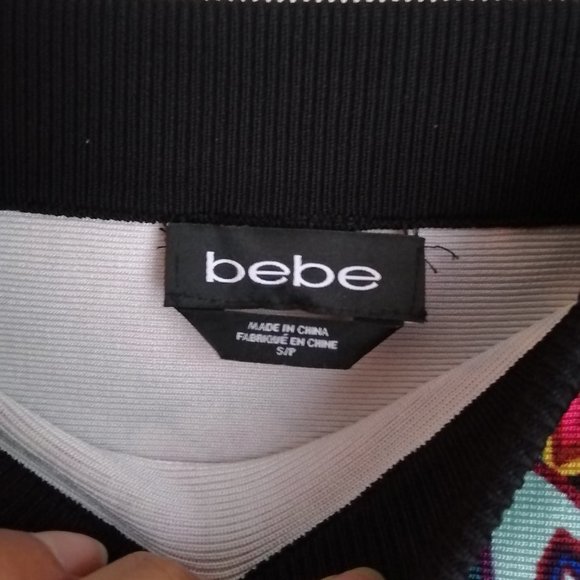 bebe
MADE IN CHINA
FABRIQUÉ EN CHINE
S/P